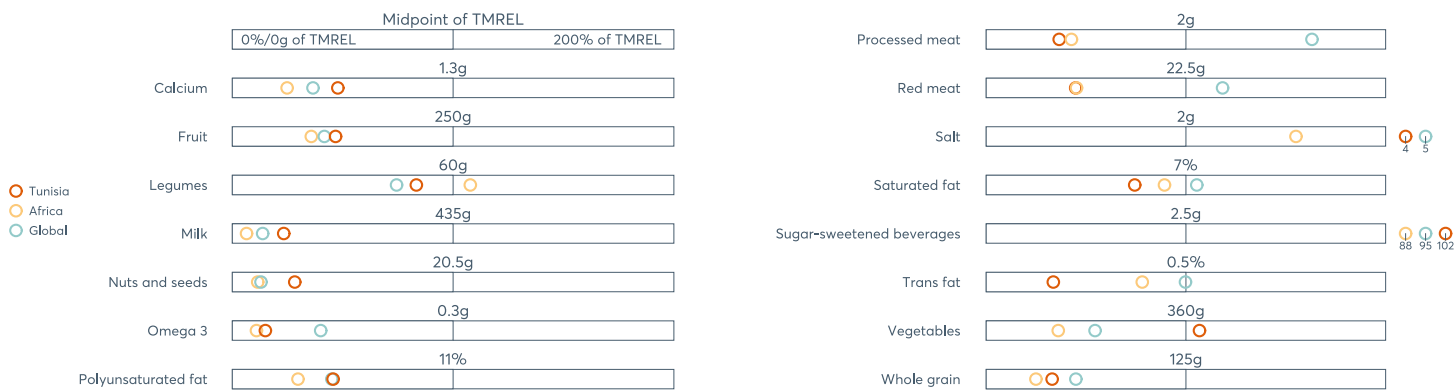 Midpoint of TMREL
0%/0g of TMREL 200% of TMREL
1.3g
Calcium
250g
Fruit
60g
Legumes
435g
Milk
20.5g
Nuts and seeds
0.3g
Omega 3
11%
Polyunsaturated fat
Tunisia
Africa
Global
2g
Processed meat
22.5g
Red meat
2g
Salt
4 5
7%
Saturated fat
2.5g
Sugar-sweetened beverages
88 95 102
0.5%
Trans fat
360g
Vegetables
125g
Whole grain